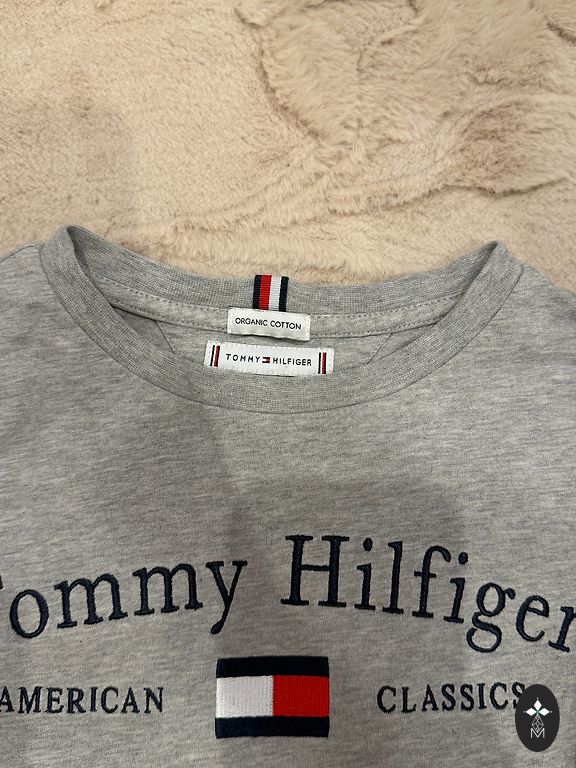 ORGANIC COTTON
TOMMY HILFIGER
Tommy Hilfiger
AMERICAN CLASSICS
M